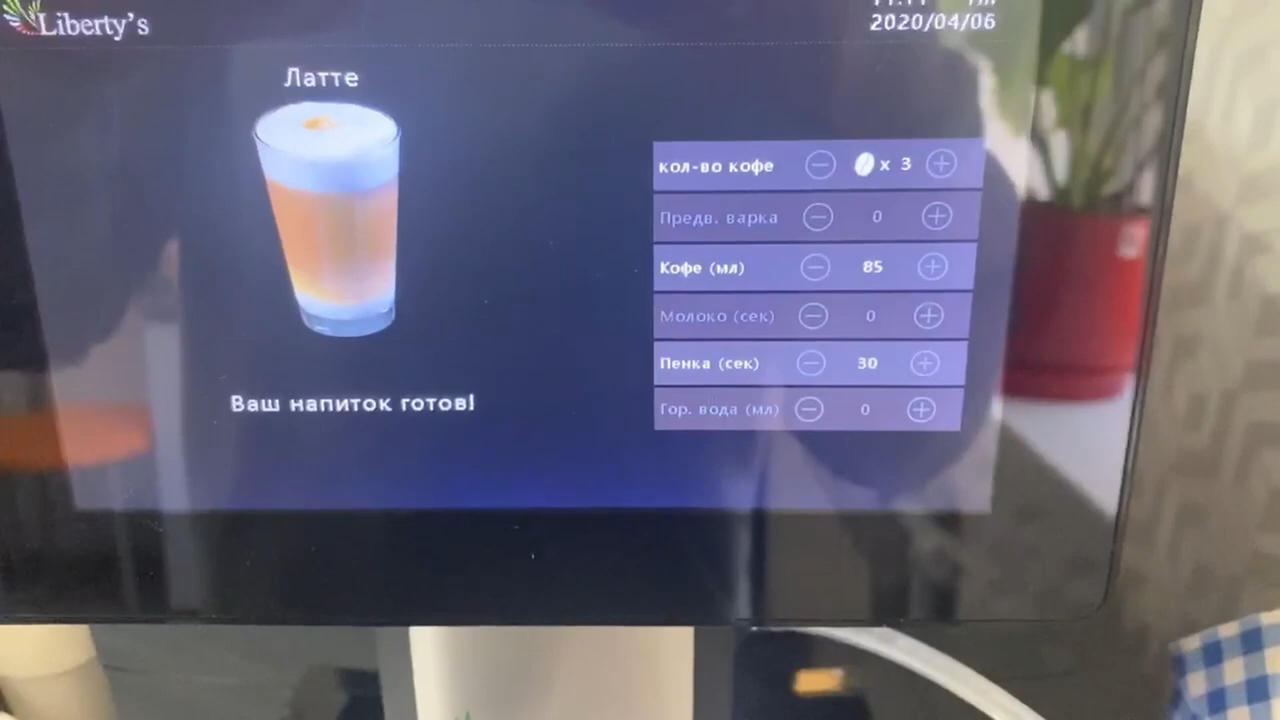 Liberty's
2020/04/06
Латте
кол-во кофе x 3
Предв. варка 0
Кофе (мл) 85
Молоко (сек) 0
Пенка (сек) 30
Гор. вода (мл) 0
Ваш напиток готов!